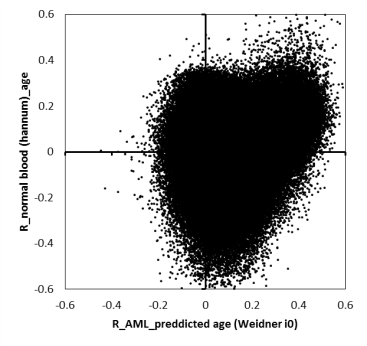 R_normal blood (hannum)_age
0.6
0.4
0.2
0
-0.2
-0.4
-0.6
-0.6 -0.4 -0.2 0 0.2 0.4 0.6
R_AML_preddicted age (Weidner i0)